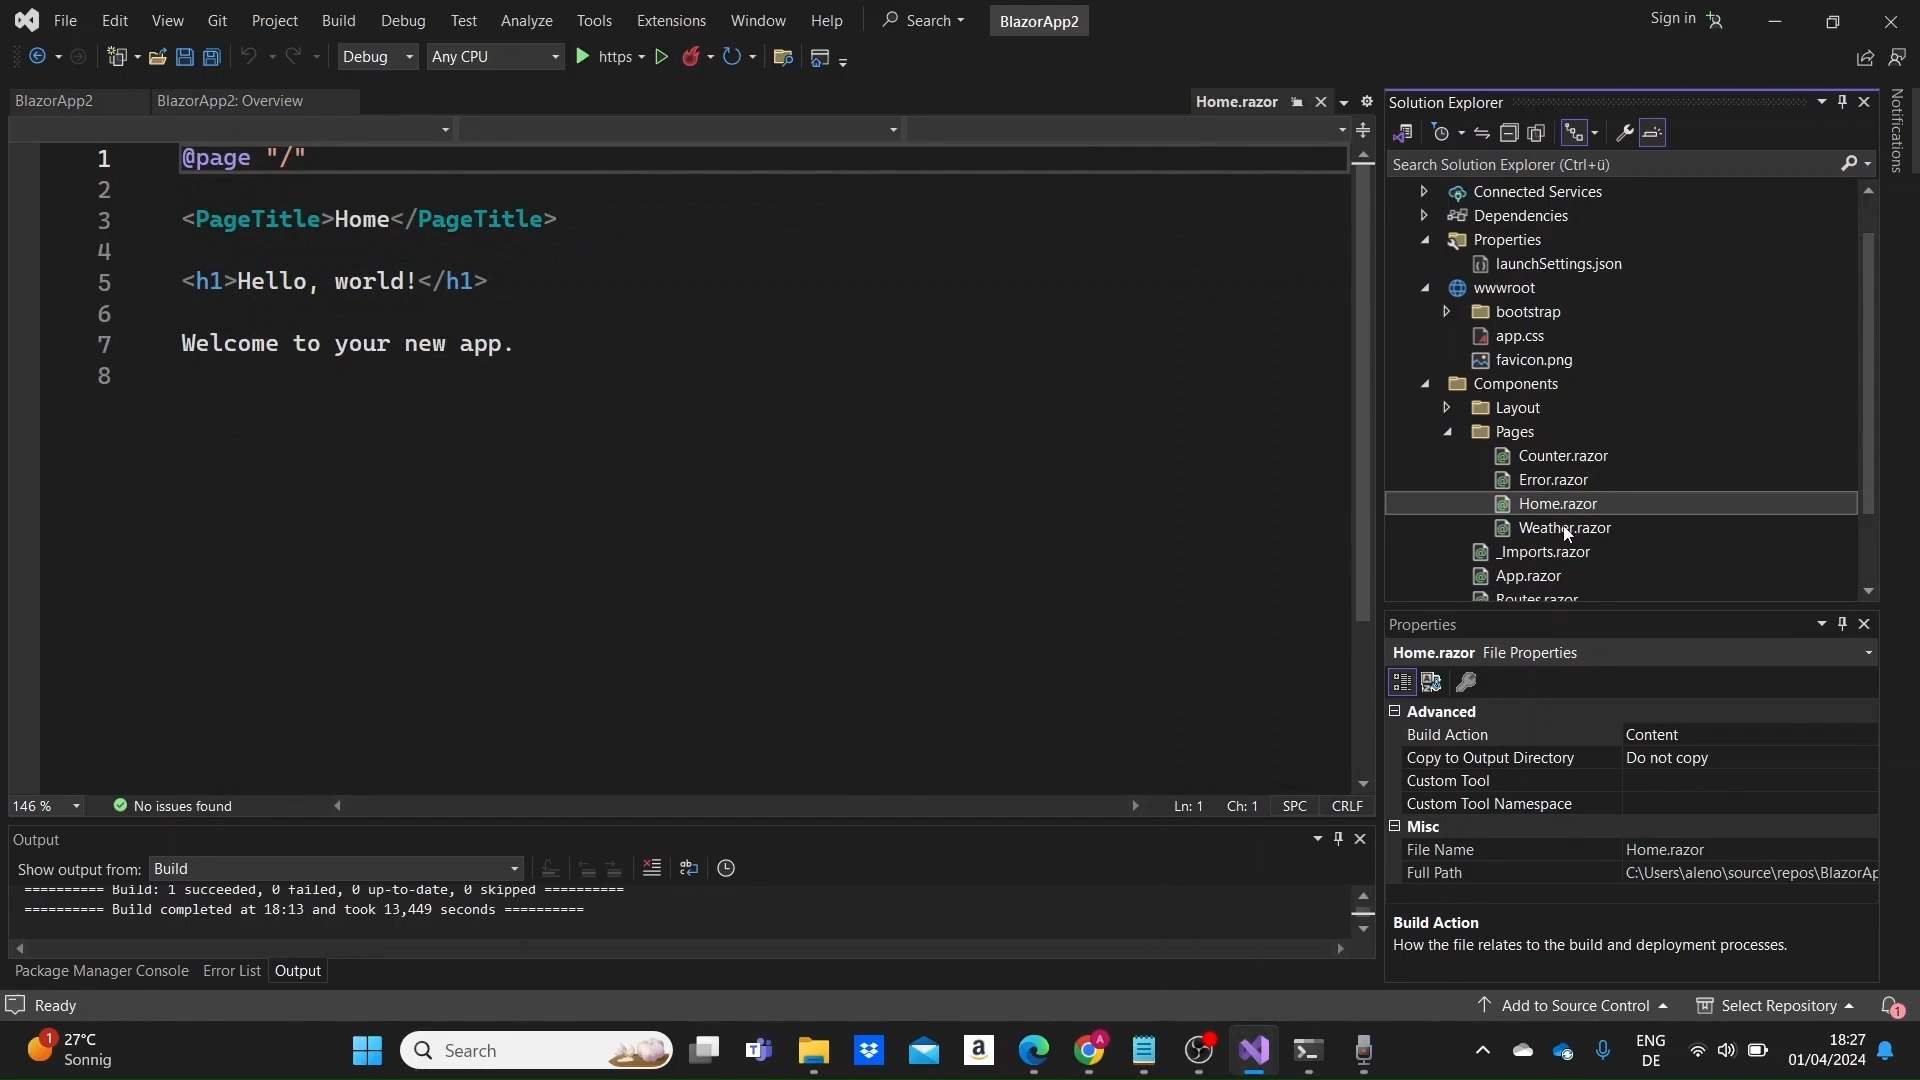 File Edit View Git Project Build Debug Test Analyze Tools Extensions Window Help Search BlazorApp2 Sign in
Debug Any CPU https
BlazorApp2 BlazorApp2: Overview Home.razor
1 @page "/"
2
3 <PageTitle>Home</PageTitle>
4
5 <h1>Hello, world!</h1>
6
7 Welcome to your new app.
8
146 % No issues found Ln: 1 Ch: 1 SPC CRLF
Output
Show output from: Build
========== Build: 1 succeeded, 0 failed, 0 up-to-date, 0 skipped ==========
========== Build completed at 18:13 and took 13,449 seconds ==========
Package Manager Console Error List Output
Solution Explorer
Search Solution Explorer (Ctrl+ü)
Connected Services
Dependencies
Properties
launchSettings.json
wwwroot
bootstrap
app.css
favicon.png
Components
Layout
Pages
Counter.razor
Error.razor
Home.razor
Weather.razor
_Imports.razor
App.razor
Routes.razor
Properties
Home.razor File Properties
Advanced
Build Action Content
Copy to Output Directory Do not copy
Custom Tool
Custom Tool Namespace
Misc
File Name Home.razor
Full Path C:\Users\aleno\source\repos\BlazorAp
Build Action
How the file relates to the build and deployment processes.
Notifications
Ready Add to Source Control Select Repository 1
1 27°C
Sonnig
Search
a
A
ENG
DE
18:27
01/04/2024